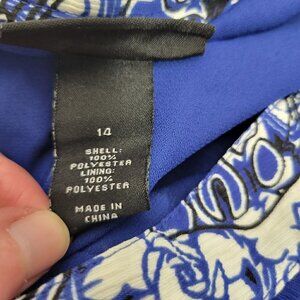 14
SHELL:
100%
POLYESTER
LINING:
100%
POLYESTER
MADE IN
CHINA